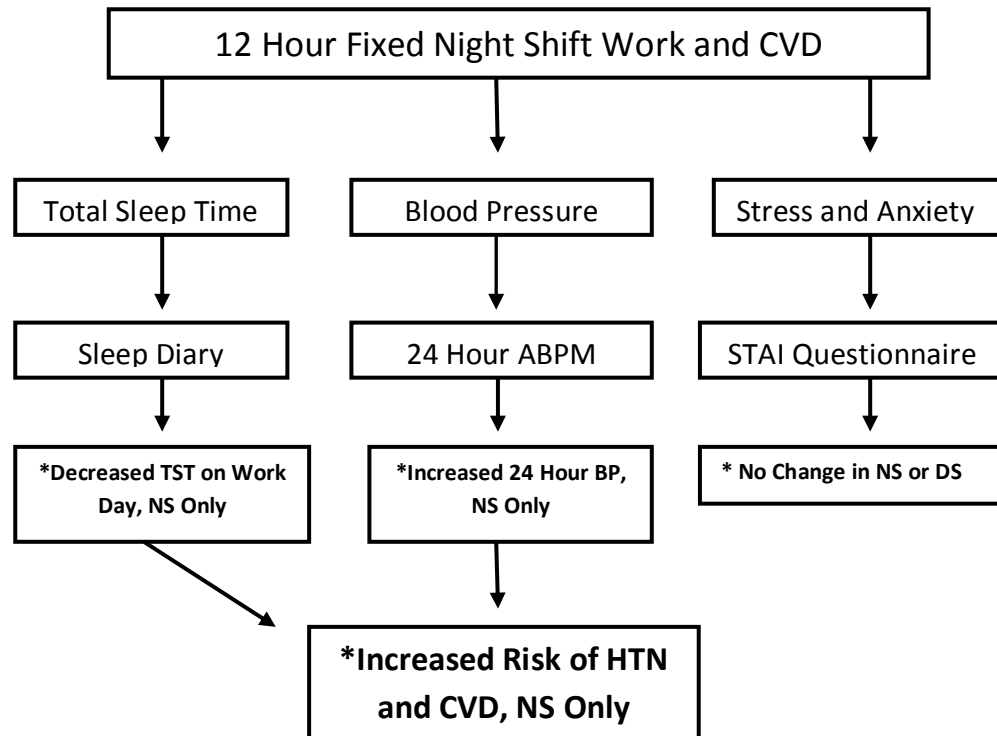 12 Hour Fixed Night Shift Work and CVD
Total Sleep Time
Blood Pressure
Stress and Anxiety
Sleep Diary
24 Hour ABPM
STAI Questionnaire
*Decreased TST on Work
Day, NS Only
*Increased 24 Hour BP,
NS Only
* No Change in NS or DS
*Increased Risk of HTN
and CVD, NS Only